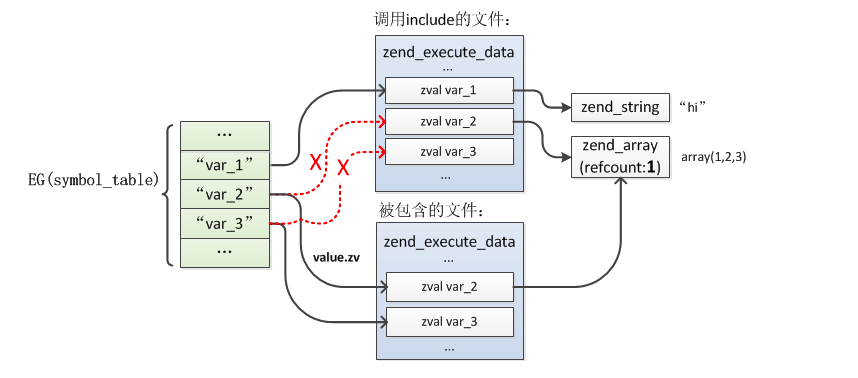 调用include的文件：
zend_execute_data
...
zval var_1
zval var_2
zval var_3
...
zend_string
“hi”
zend_array
(refcount:1)
array(1,2,3)
EG(symbol_table)
...
“var_1”
“var_2”
“var_3”
...
X
X
value.zv
被包含的文件：
zend_execute_data
...
zval var_2
zval var_3
...